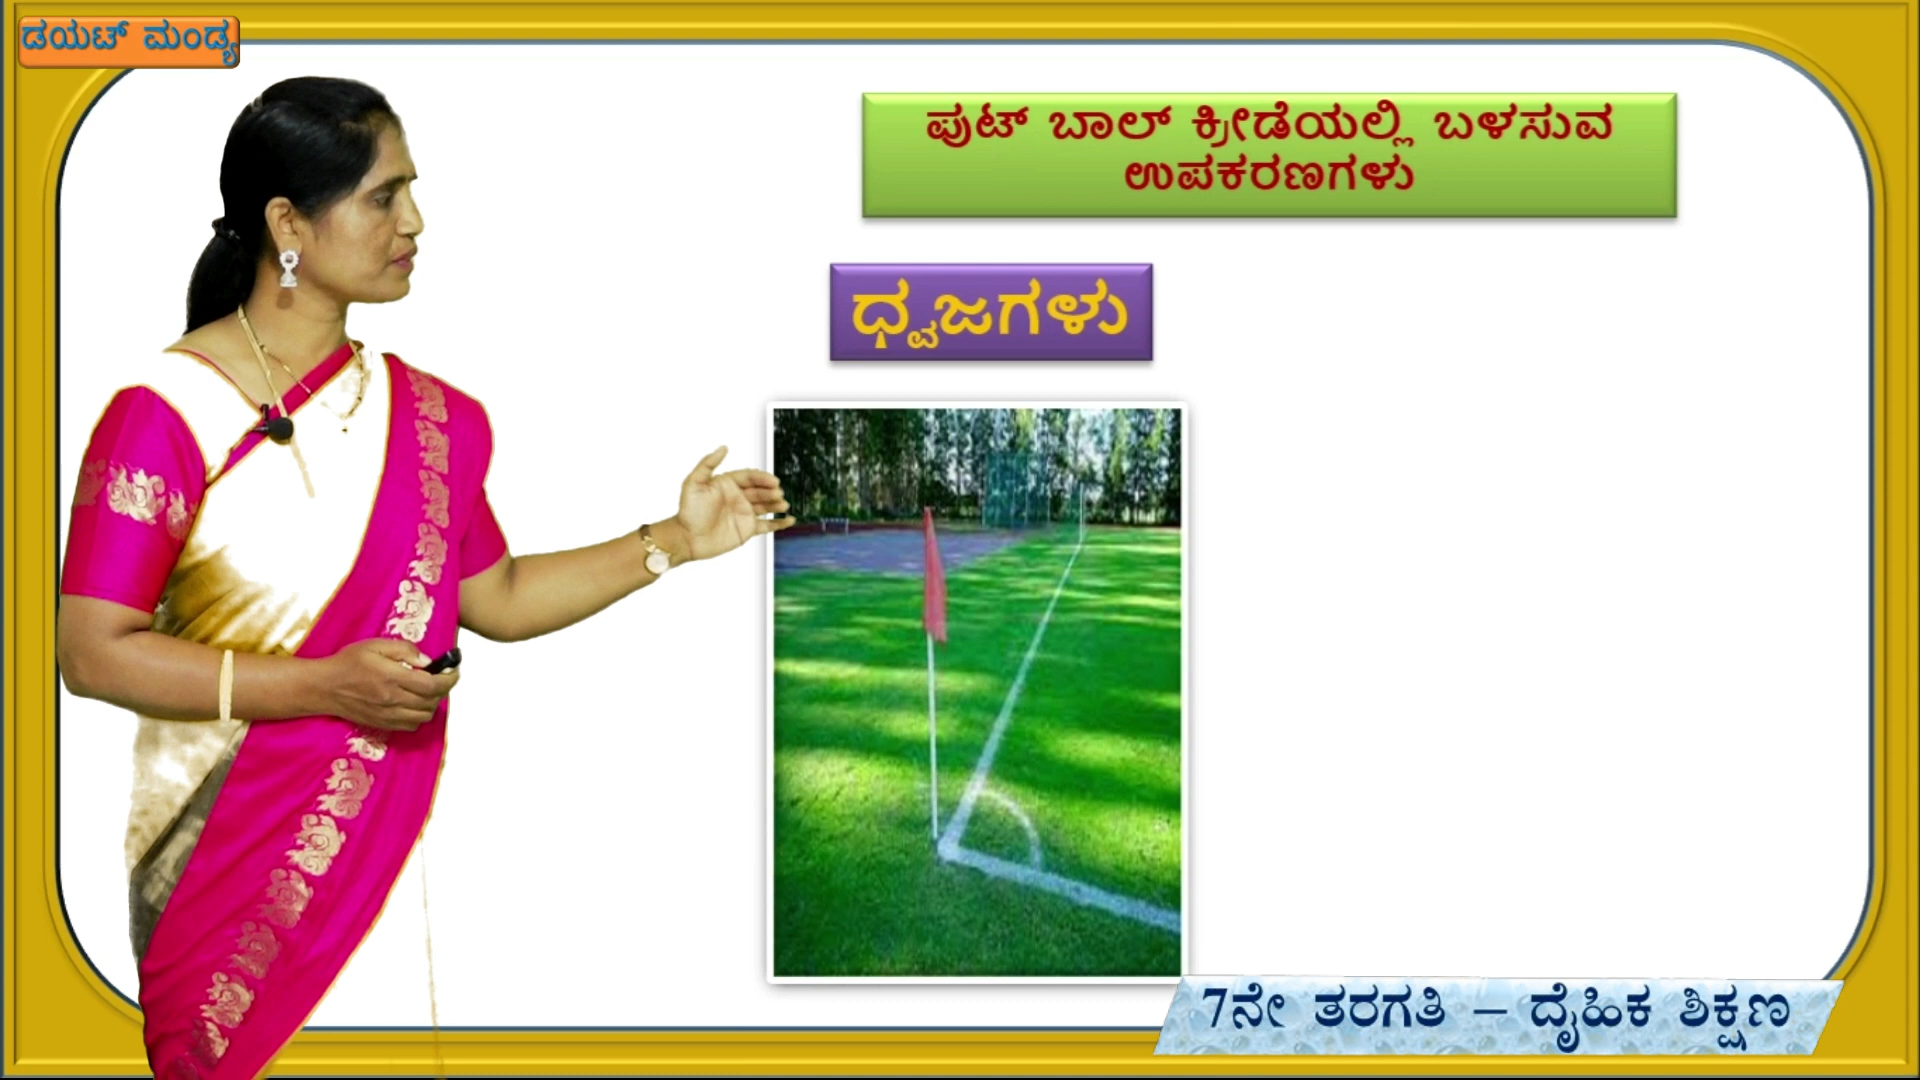 ಡಯಟ್ ಮಂಡ್ಯ
ಪುಟ್ ಬಾಲ್ ಕ್ರೀಡೆಯಲ್ಲಿ ಬಳಸುವ
ಉಪಕರಣಗಳು
ಧ್ವಜಗಳು
7ನೇ ತರಗತಿ – ದೈಹಿಕ ಶಿಕ್ಷಣ